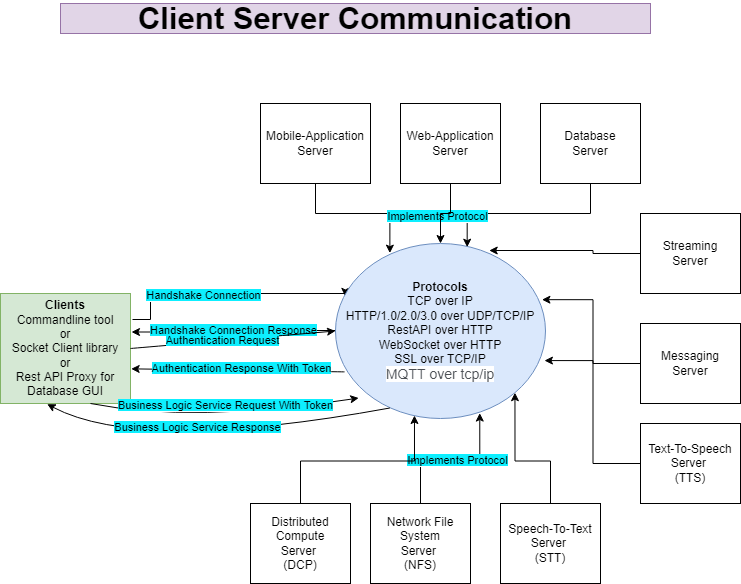 Client Server Communication
Mobile-Application
Server
Web-Application
Server
Database
Server
Implements Protocol
Streaming
Server
Handshake Connection
Protocols
TCP over IP
HTTP/1.0/2.0/3.0 over UDP/TCP/IP
RestAPI over HTTP
WebSocket over HTTP
SSL over TCP/IP
MQTT over tcp/ip
Clients
Commandline tool
or
Socket Client library
or
Rest API Proxy for
Database GUI
Handshake Connection Response
Authentication Request
Authentication Response With Token
Business Logic Service Request With Token
Business Logic Service Response
Messaging
Server
Text-To-Speech
Server
(TTS)
Implements Protocol
Distributed
Compute
Server
(DCP)
Network File
System
Server
(NFS)
Speech-To-Text
Server
(STT)